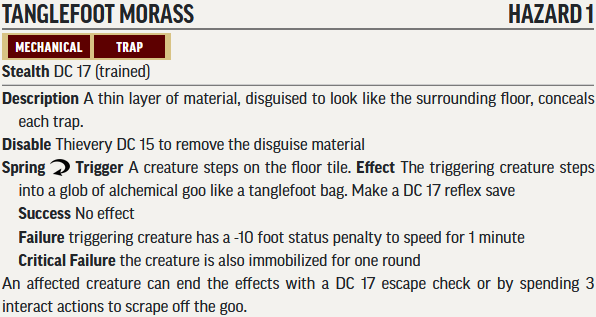 TANGLEFOOT MORASS HAZARD 1
MECHANICAL TRAP
Stealth DC 17 (trained)
Description A thin layer of material, disguised to look like the surrounding floor, conceals
each trap.
Disable Thievery DC 15 to remove the disguise material
Spring Trigger A creature steps on the floor tile. Effect The triggering creature steps
into a glob of alchemical goo like a tanglefoot bag. Make a DC 17 reflex save
Success No effect
Failure triggering creature has a -10 foot status penalty to speed for 1 minute
Critical Failure the creature is also immobilized for one round
An affected creature can end the effects with a DC 17 escape check or by spending 3
interact actions to scrape off the goo.